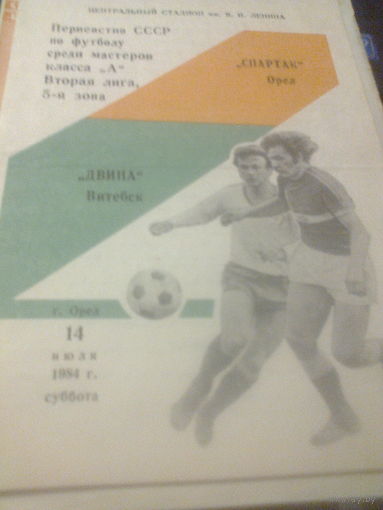 ЦЕНТРАЛЬНЫЙ СТАДИОН им. В. И. ЛЕНИНА
Первенство СССР
по футболу
среди мастеров
класса „А“
Вторая лига,
5-я зона
„СПАРТАК“
Орел
„ДВИНА“
Витебск
г. Орел
14
июля
1984 г.
суббота